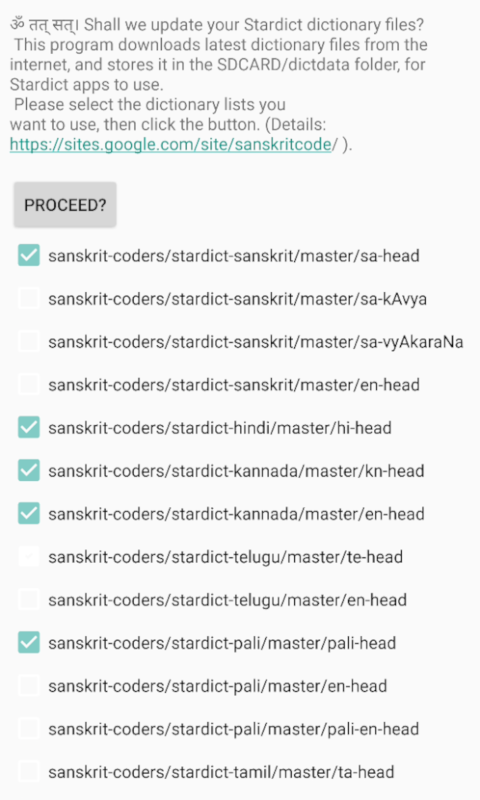 ॐ तत् सत्। Shall we update your Stardict dictionary files?
This program downloads latest dictionary files from the
internet, and stores it in the SDCARD/dictdata folder, for
Stardict apps to use.
Please select the dictionary lists you
want to use, then click the button. (Details:
https://sites.google.com/site/sanskritcode/ ).
PROCEED?
sanskrit-coders/stardict-sanskrit/master/sa-head
sanskrit-coders/stardict-sanskrit/master/sa-kAvya
sanskrit-coders/stardict-sanskrit/master/sa-vyAkaraNa
sanskrit-coders/stardict-sanskrit/master/en-head
sanskrit-coders/stardict-hindi/master/hi-head
sanskrit-coders/stardict-kannada/master/kn-head
sanskrit-coders/stardict-kannada/master/en-head
sanskrit-coders/stardict-telugu/master/te-head
sanskrit-coders/stardict-telugu/master/en-head
sanskrit-coders/stardict-pali/master/pali-head
sanskrit-coders/stardict-pali/master/en-head
sanskrit-coders/stardict-pali/master/pali-en-head
sanskrit-coders/stardict-tamil/master/ta-head